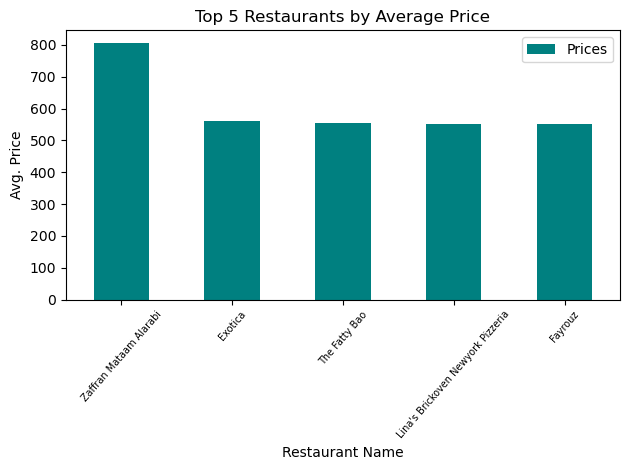 Top 5 Restaurants by Average Price
Prices
Avg. Price
800
700
600
500
400
300
200
100
0
Zaffran Mataam Alarabi
Exotica
The Fatty Bao
Lina's Brickoven Newyork Pizzeria
Fayrouz
Restaurant Name